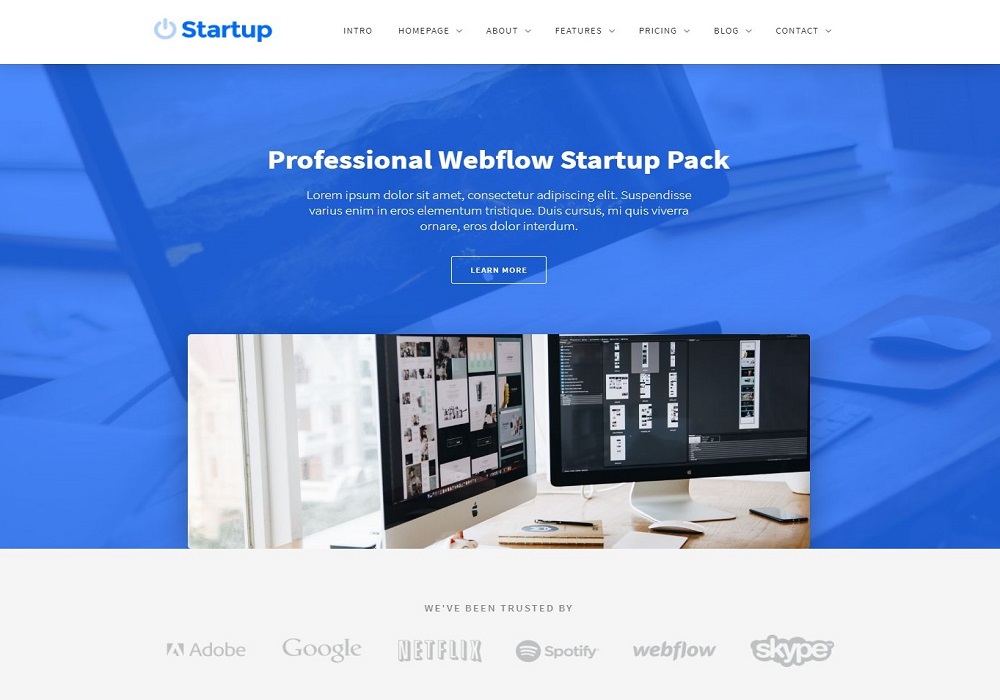 Startup
INTRO HOMEPAGE ABOUT FEATURES PRICING BLOG CONTACT
Professional Webflow Startup Pack
Lorem ipsum dolor sit amet, consectetur adipiscing elit. Suspendisse
varius enim in eros elementum tristique. Duis cursus, mi quis viverra
ornare, eros dolor interdum.
LEARN MORE
WE'VE BEEN TRUSTED BY
Adobe Google NETFLIX Spotify webflow skype